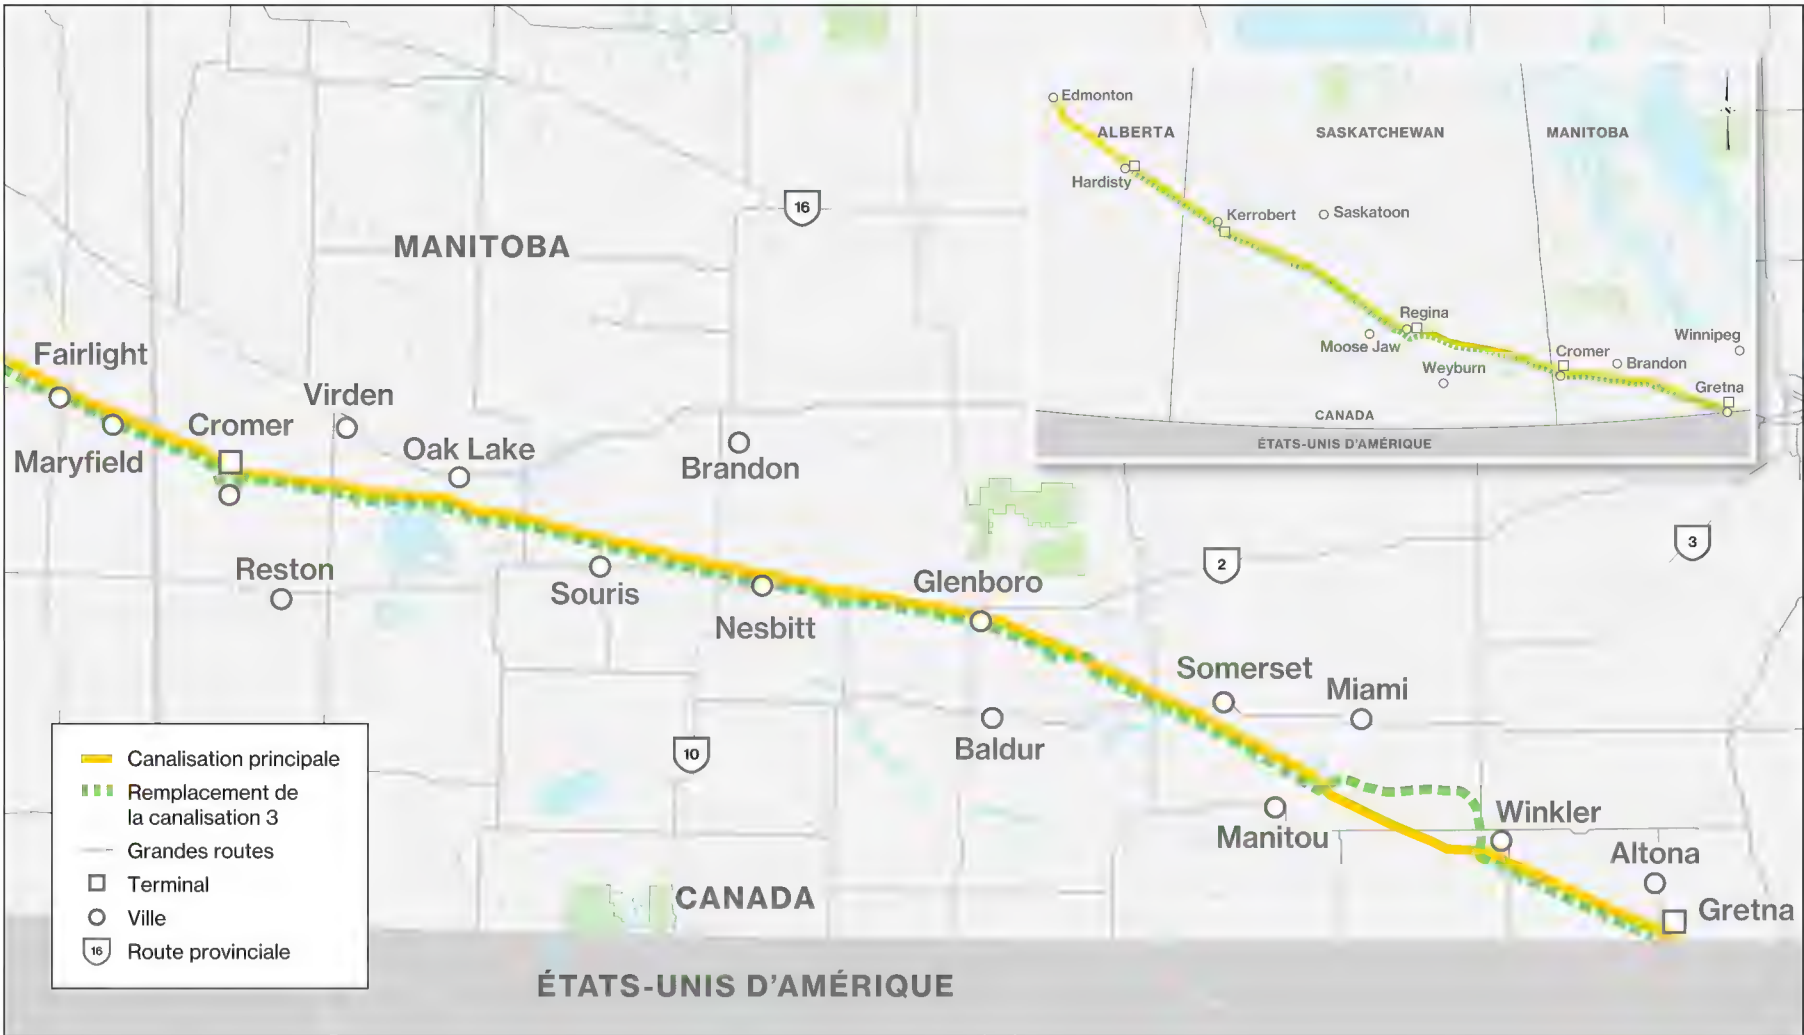 Edmonton
ALBERTA
SASKATCHEWAN
MANITOBA
Hardisty
Kerrobert
Saskatoon
Regina
Moose Jaw
Weyburn
Cromer
Brandon
Winnipeg
Gretna
CANADA
ÉTATS-UNIS D'AMÉRIQUE
16
MANITOBA
Fairlight
Virden
Cromer
Maryfield
Oak Lake
Brandon
Reston
Souris
Nesbitt
Glenboro
2
3
Somerset
Miami
Baldur
10
Manitou
Winkler
Altona
Gretna
CANADA
ÉTATS-UNIS D'AMÉRIQUE
Canalisation principale
Remplacement de
la canalisation 3
Grandes routes
Terminal
Ville
16 Route provinciale